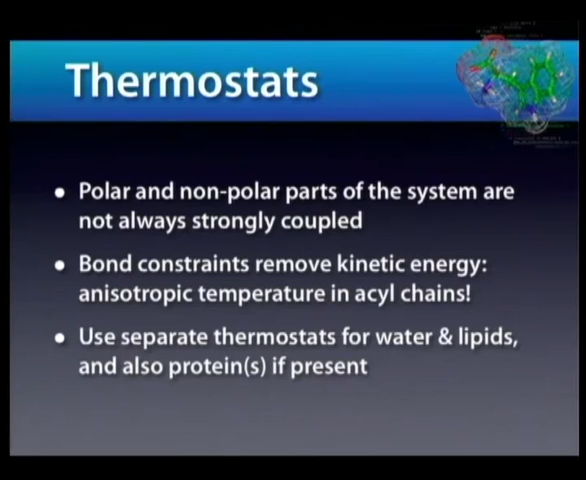 Thermostats
• Polar and non-polar parts of the system are
not always strongly coupled
• Bond constraints remove kinetic energy:
anisotropic temperature in acyl chains!
• Use separate thermostats for water & lipids,
and also protein(s) if present